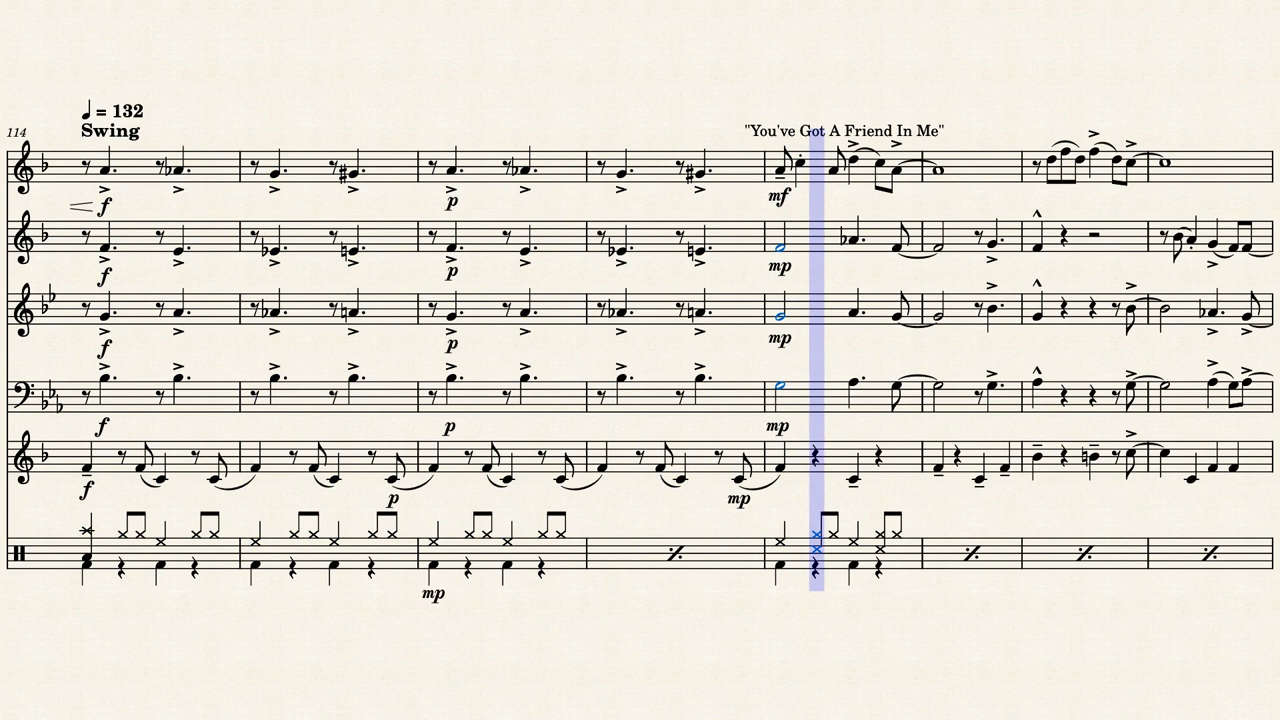 ♩ = 132
114 Swing "You've Got A Friend In Me"
f p mf
f p mp
f p mp
f p mp
f p mp
mp